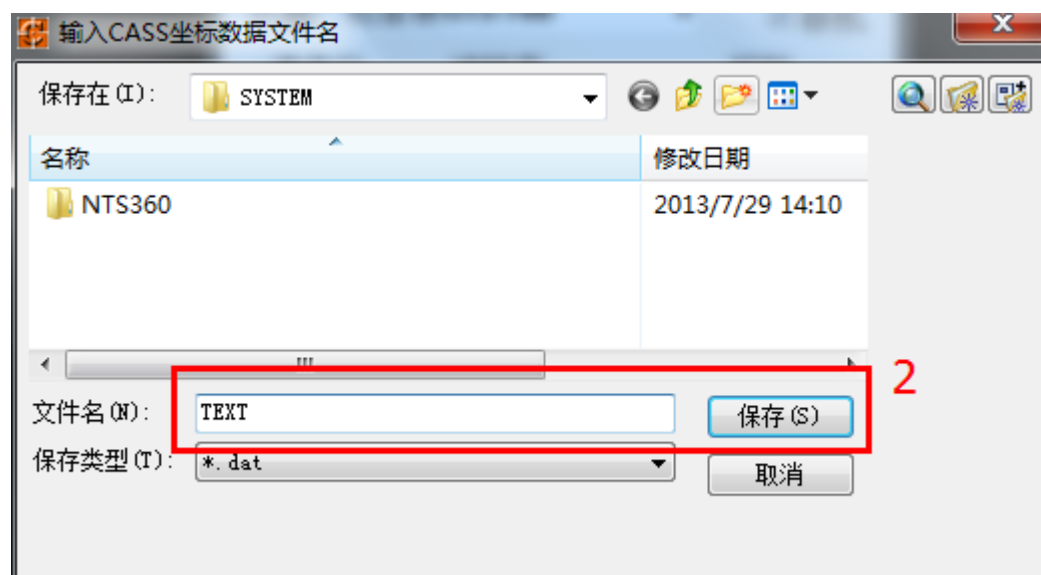 输入CASS坐标数据文件名
保存在(I):
SYSTEM
名称
修改日期
NTS360
2013/7/29 14:10
2
文件名(N):
TEXT
保存(S)
保存类型(T):
*.dat
取消